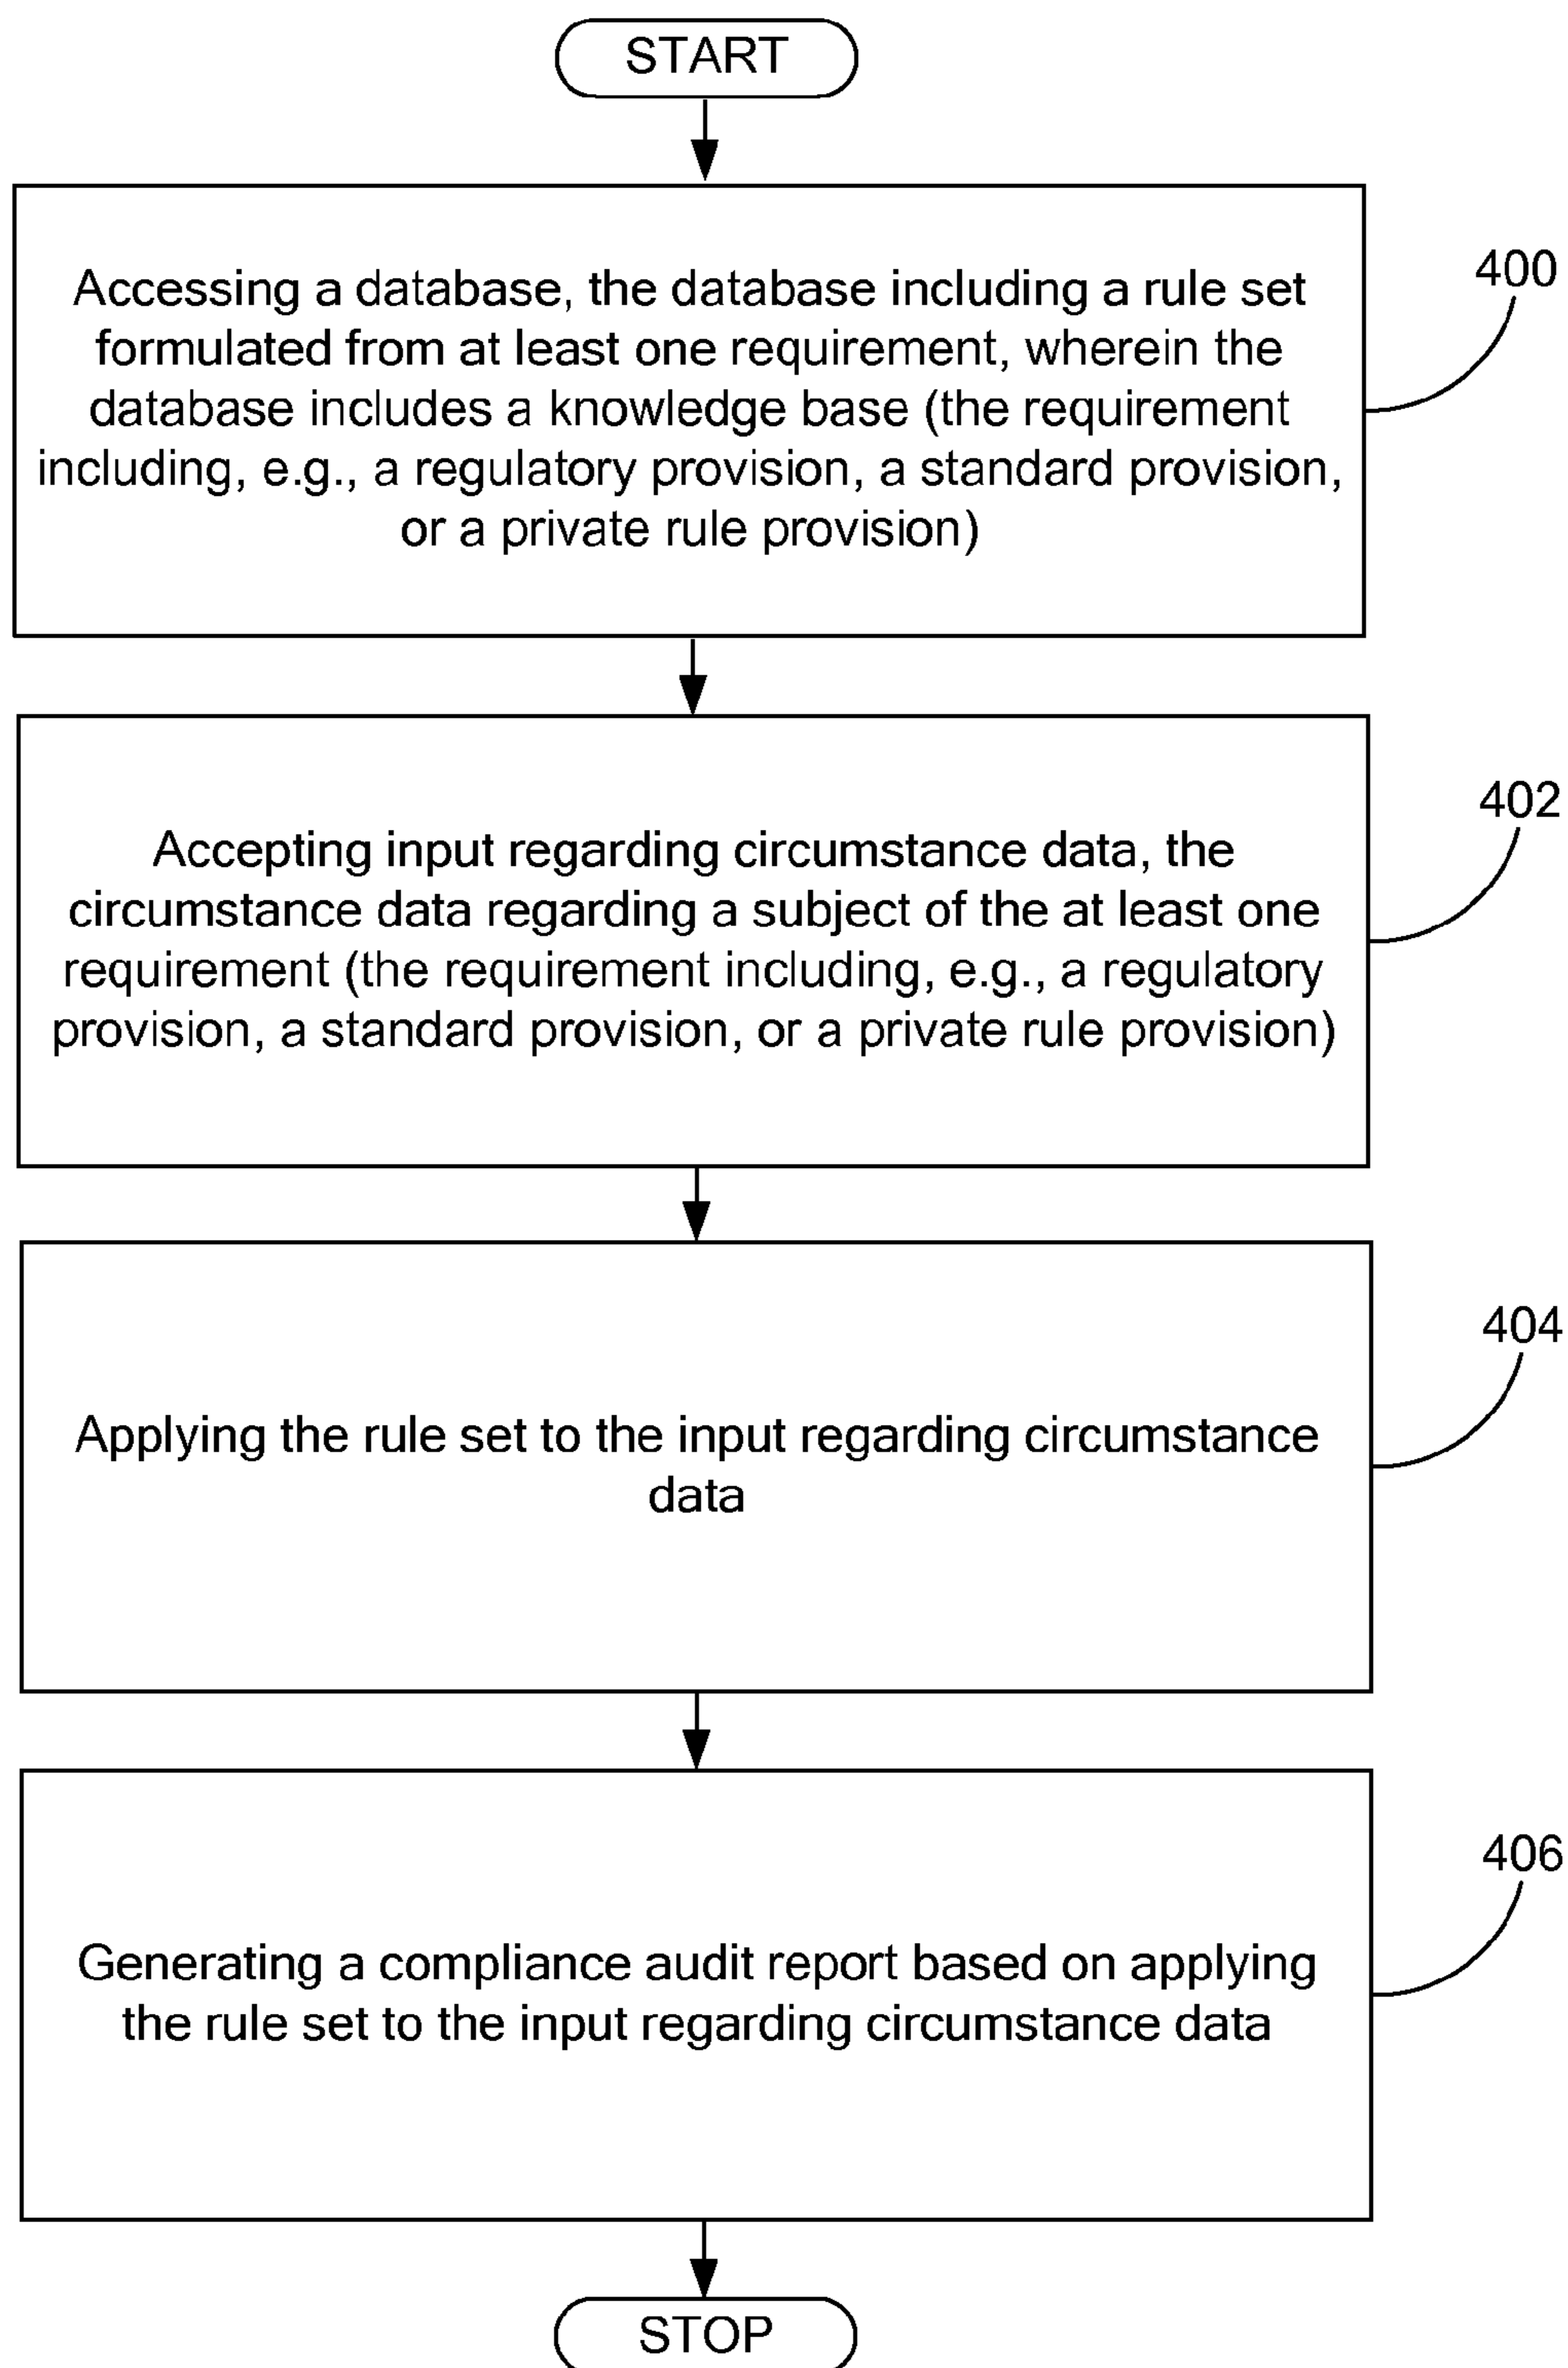 START
Accessing a database, the database including a rule set
formulated from at least one requirement, wherein the
database includes a knowledge base (the requirement
including, e.g., a regulatory provision, a standard provision,
or a private rule provision)
400
Accepting input regarding circumstance data, the
circumstance data regarding a subject of the at least one
requirement (the requirement including, e.g., a regulatory
provision, a standard provision, or a private rule provision)
402
Applying the rule set to the input regarding circumstance
data
404
Generating a compliance audit report based on applying
the rule set to the input regarding circumstance data
406
STOP